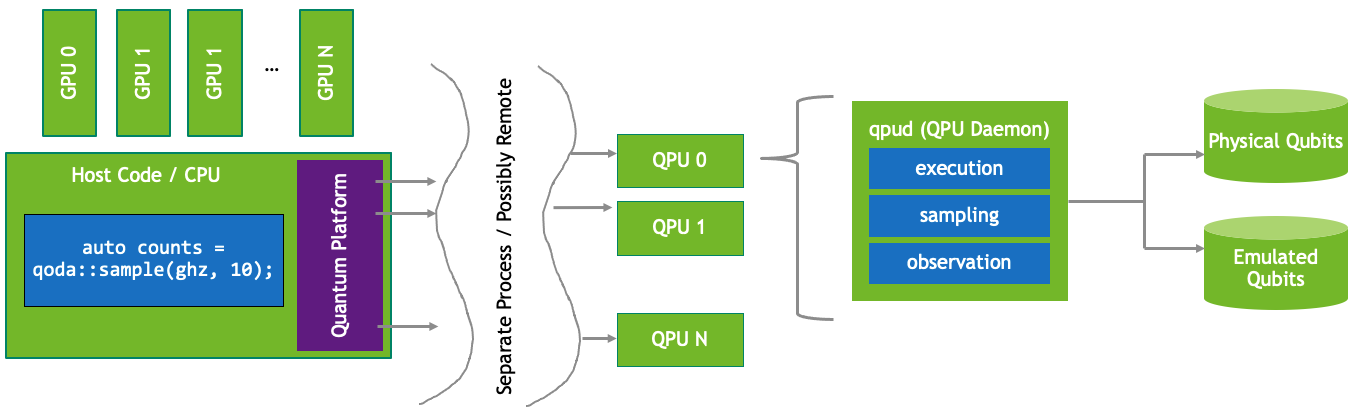 GPU 0
GPU 1
GPU 1
...
GPU N
Host Code / CPU
auto counts =
qoda::sample(ghz, 10);
Quantum Platform
Separate Process / Possibly Remote
QPU 0
QPU 1
QPU N
qpud (QPU Daemon)
execution
sampling
observation
Physical Qubits
Emulated
Qubits